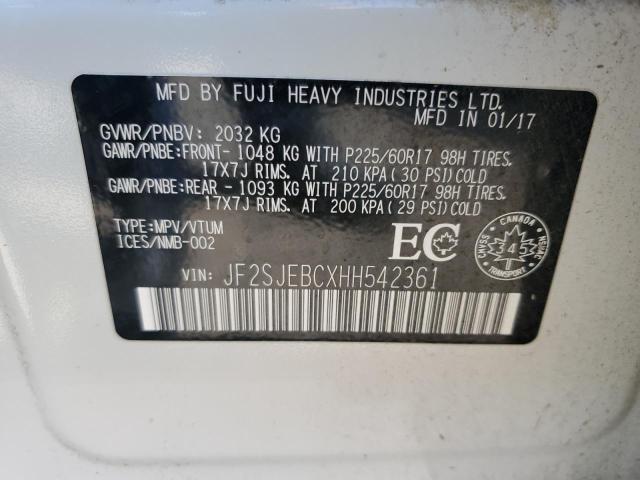 MFD BY FUJI HEAVY INDUSTRIES LTD.
MFD IN 01/17
GVWR/PNBV: 2032 KG
GAWR/PNBE:FRONT- 1048 KG WITH P225/60R17 98H TIRES.
17X7J RIMS. AT 210 KPA(30 PSI)COLD
GAWR/PNBE:REAR - 1093 KG WITH P225/60R17 98H TIRES.
17X7J RIMS. AT 200 KPA(29 PSI)COLD
TYPE:MPV/VTUM
ICES/NMB-002
EC
CANADA
CMVSS
345
NSVAC
TRANSPORT
VIN: JF2SJEBCXHH542361